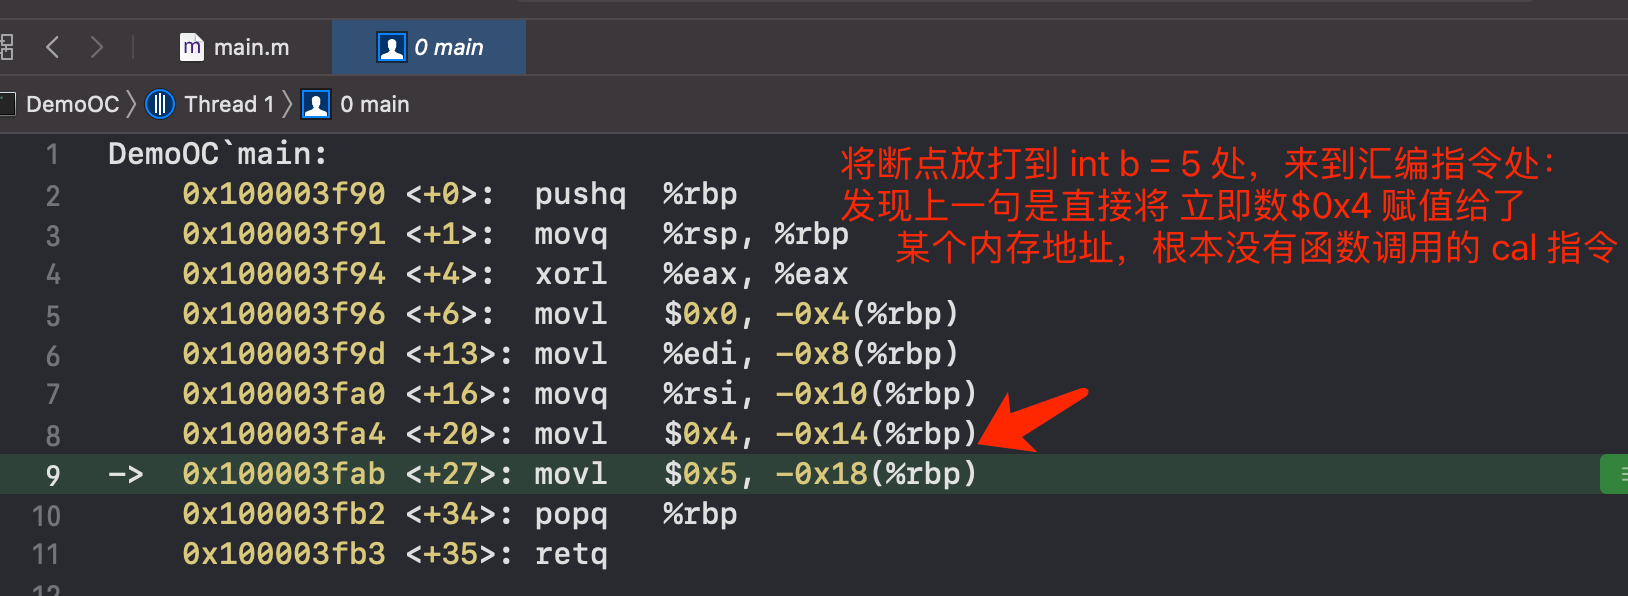 main.m
0 main
DemoOC
Thread 1
0 main
1 DemoOC`main:
2 0x100003f90 <+0>: pushq %rbp
3 0x100003f91 <+1>: movq %rsp, %rbp
4 0x100003f94 <+4>: xorl %eax, %eax
5 0x100003f96 <+6>: movl $0x0, -0x4(%rbp)
6 0x100003f9d <+13>: movl %edi, -0x8(%rbp)
7 0x100003fa0 <+16>: movq %rsi, -0x10(%rbp)
8 0x100003fa4 <+20>: movl $0x4, -0x14(%rbp)
9 -> 0x100003fab <+27>: movl $0x5, -0x18(%rbp)
10 0x100003fb2 <+34>: popq %rbp
11 0x100003fb3 <+35>: retq
12
将断点放打到 int b = 5 处，来到汇编指令处：
发现上一句是直接将 立即数$0x4 赋值给了
某个内存地址，根本没有函数调用的 cal 指令